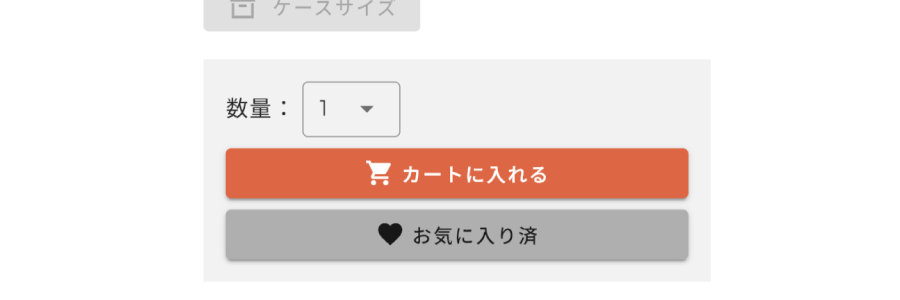 ケースサイズ
数量： 1
カートに入れる
お気に入り済